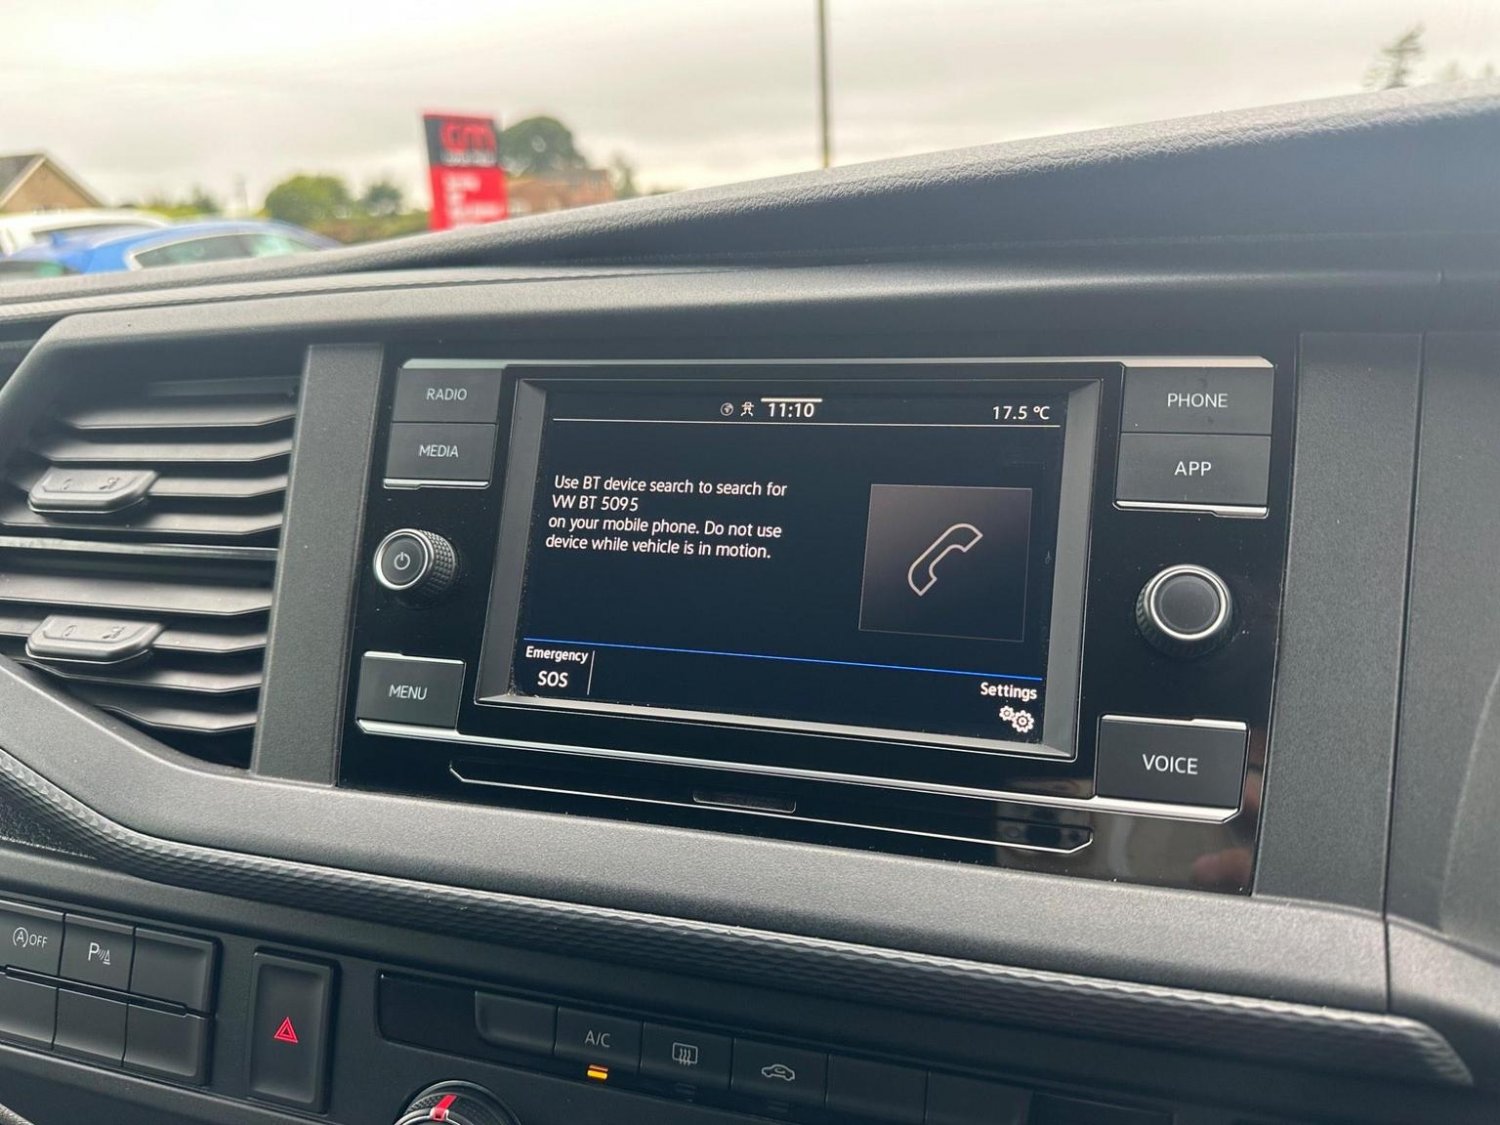 RADIO
MEDIA
MENU
11:10
17.5 °C
Use BT device search to search for
VW BT 5095
on your mobile phone. Do not use
device while vehicle is in motion.
Emergency
SOS
Settings
PHONE
APP
VOICE
A OFF
P
A/C